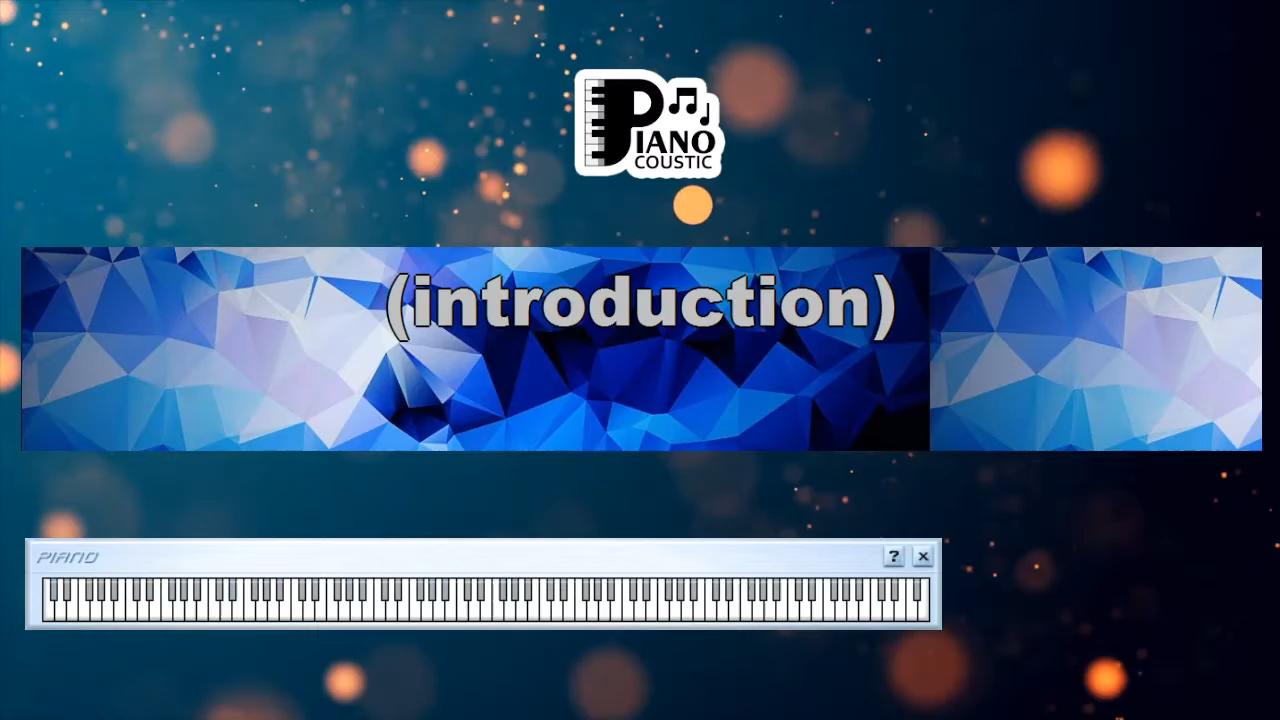 PIANO
COUSTIC
(introduction)
PIANO
? ×